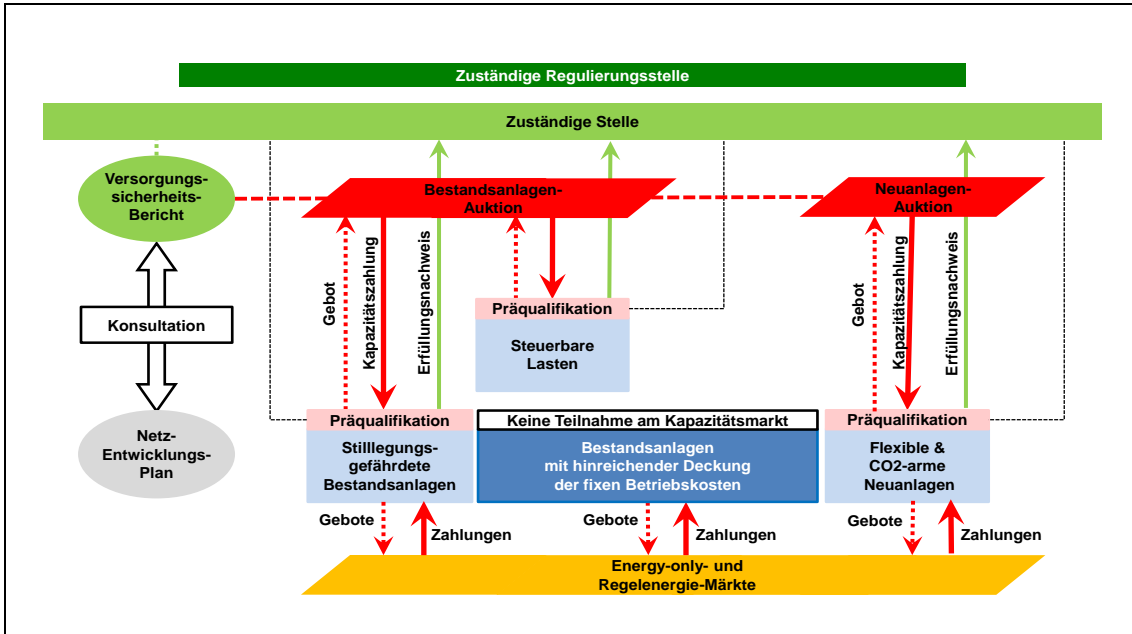 Zuständige Regulierungsstelle
Zuständige Stelle
Versorgungs-
sicherheits-
Bericht
Bestandsanlagen-
Auktion
Neuanlagen-
Auktion
Gebot
Kapazitätszahlung
Erfüllungsnachweis
Gebot
Kapazitätszahlung
Erfüllungsnachweis
Konsultation
Präqualifikation
Steuerbare
Lasten
Netz-
Entwicklungs-
Plan
Präqualifikation
Stilllegungs-
gefährdete
Bestandsanlagen
Keine Teilnahme am Kapazitätsmarkt
Bestandsanlagen
mit hinreichender Deckung
der fixen Betriebskosten
Präqualifikation
Flexible &
CO2-arme
Neuanlagen
Gebote
Zahlungen
Gebote
Zahlungen
Gebote
Zahlungen
Energy-only- und
Regelenergie-Märkte